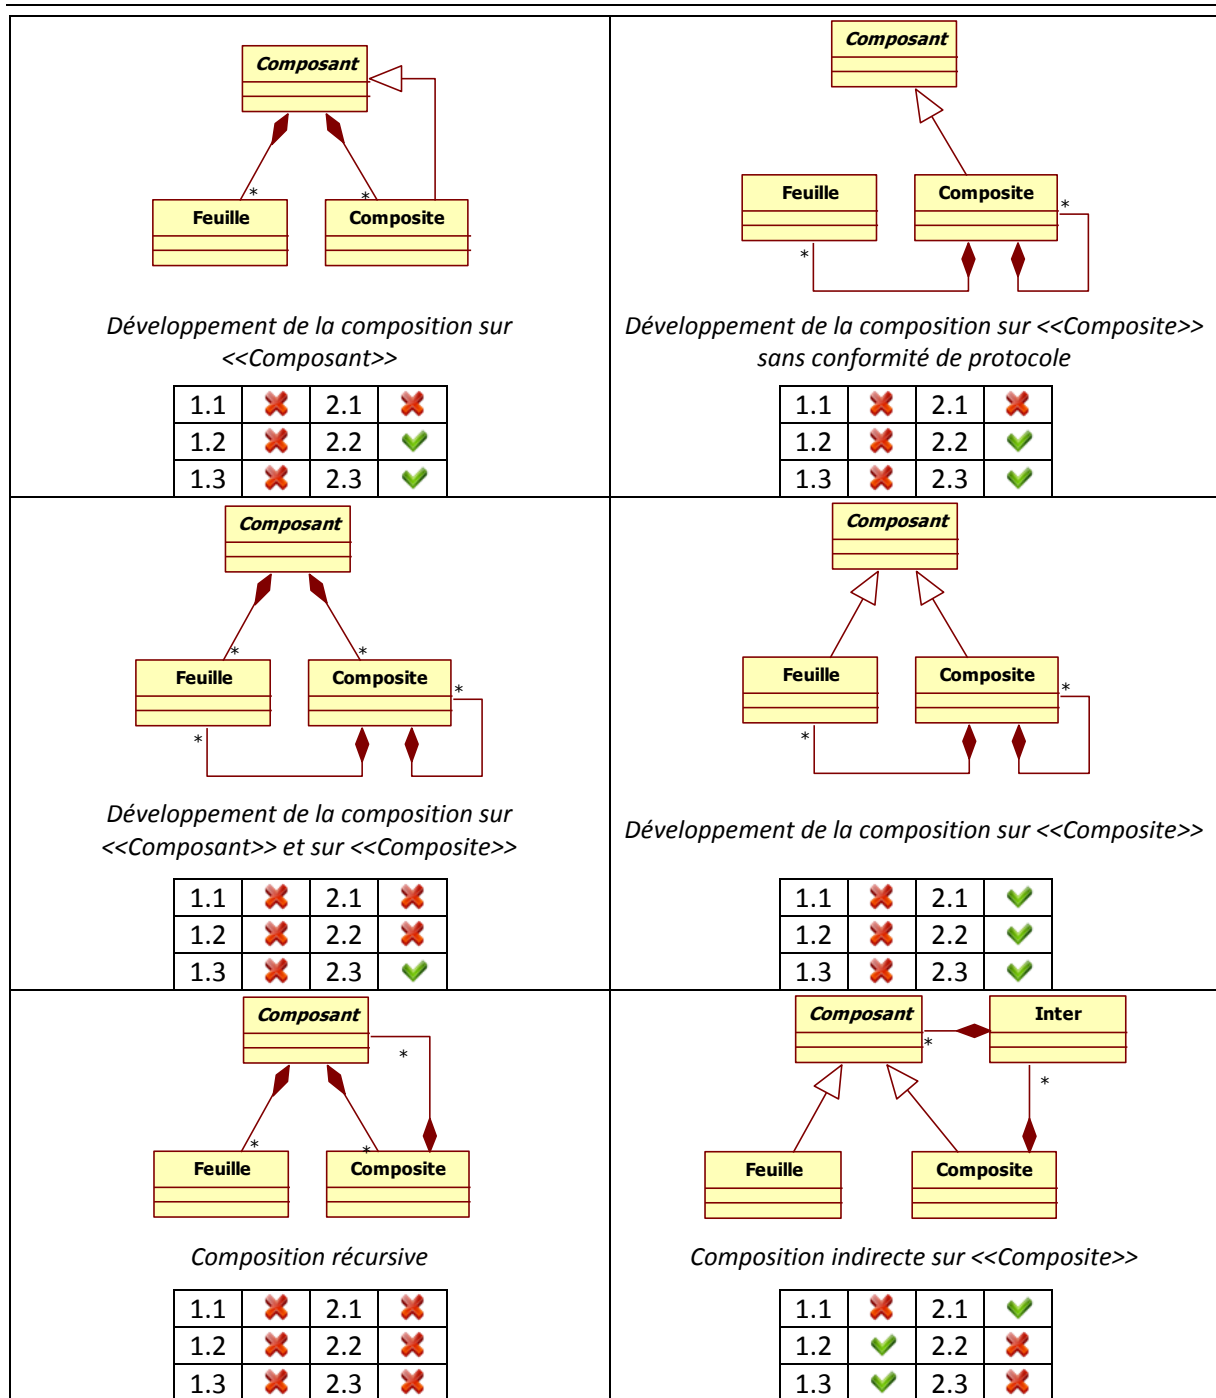 Composant
*
*
Feuille
Composite
Développement de la composition sur
<<Composant>>
1.1 2.1
1.2 2.2
1.3 2.3
Composant
Feuille
Composite
*
*
Développement de la composition sur <<Composite>>
sans conformité de protocole
1.1 2.1
1.2 2.2
1.3 2.3
Composant
*
*
Feuille
Composite
*
*
Développement de la composition sur
<<Composant>> et sur <<Composite>>
1.1 2.1
1.2 2.2
1.3 2.3
Composant
Feuille
Composite
*
*
Développement de la composition sur <<Composite>>
1.1 2.1
1.2 2.2
1.3 2.3
Composant
*
*
*
Feuille
Composite
Composition récursive
1.1 2.1
1.2 2.2
1.3 2.3
Composant
Inter
*
*
Feuille
Composite
Composition indirecte sur <<Composite>>
1.1 2.1
1.2 2.2
1.3 2.3